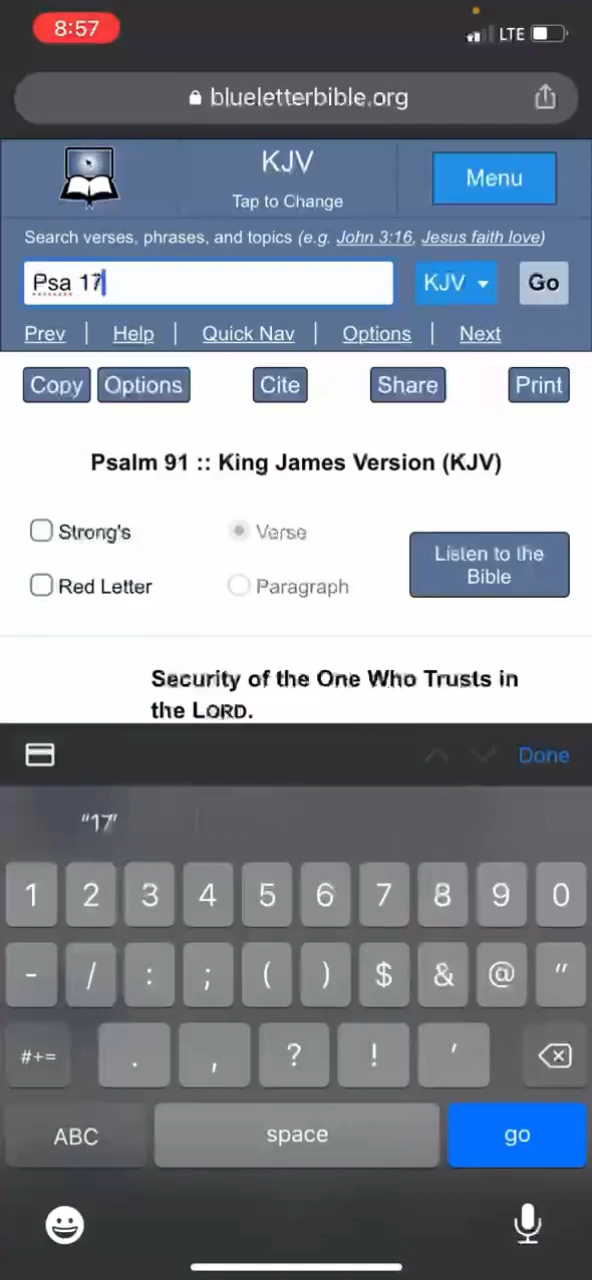 8:57
LTE
blueletterbible.org
KJV
Tap to Change
Menu
Search verses, phrases, and topics (e.g. John 3:16, Jesus faith love)
Psa 17
KJV
Go
Prev | Help | Quick Nav | Options | Next
Copy Options Cite Share Print
Psalm 91 :: King James Version (KJV)
Strong's Verse
Listen to the
Bible
Red Letter Paragraph
Security of the One Who Trusts in
the LORD.
Done
“17”
1 2 3 4 5 6 7 8 9 0
- / : ; ( ) $ & @ "
#+= . , ? ! '
ABC space go